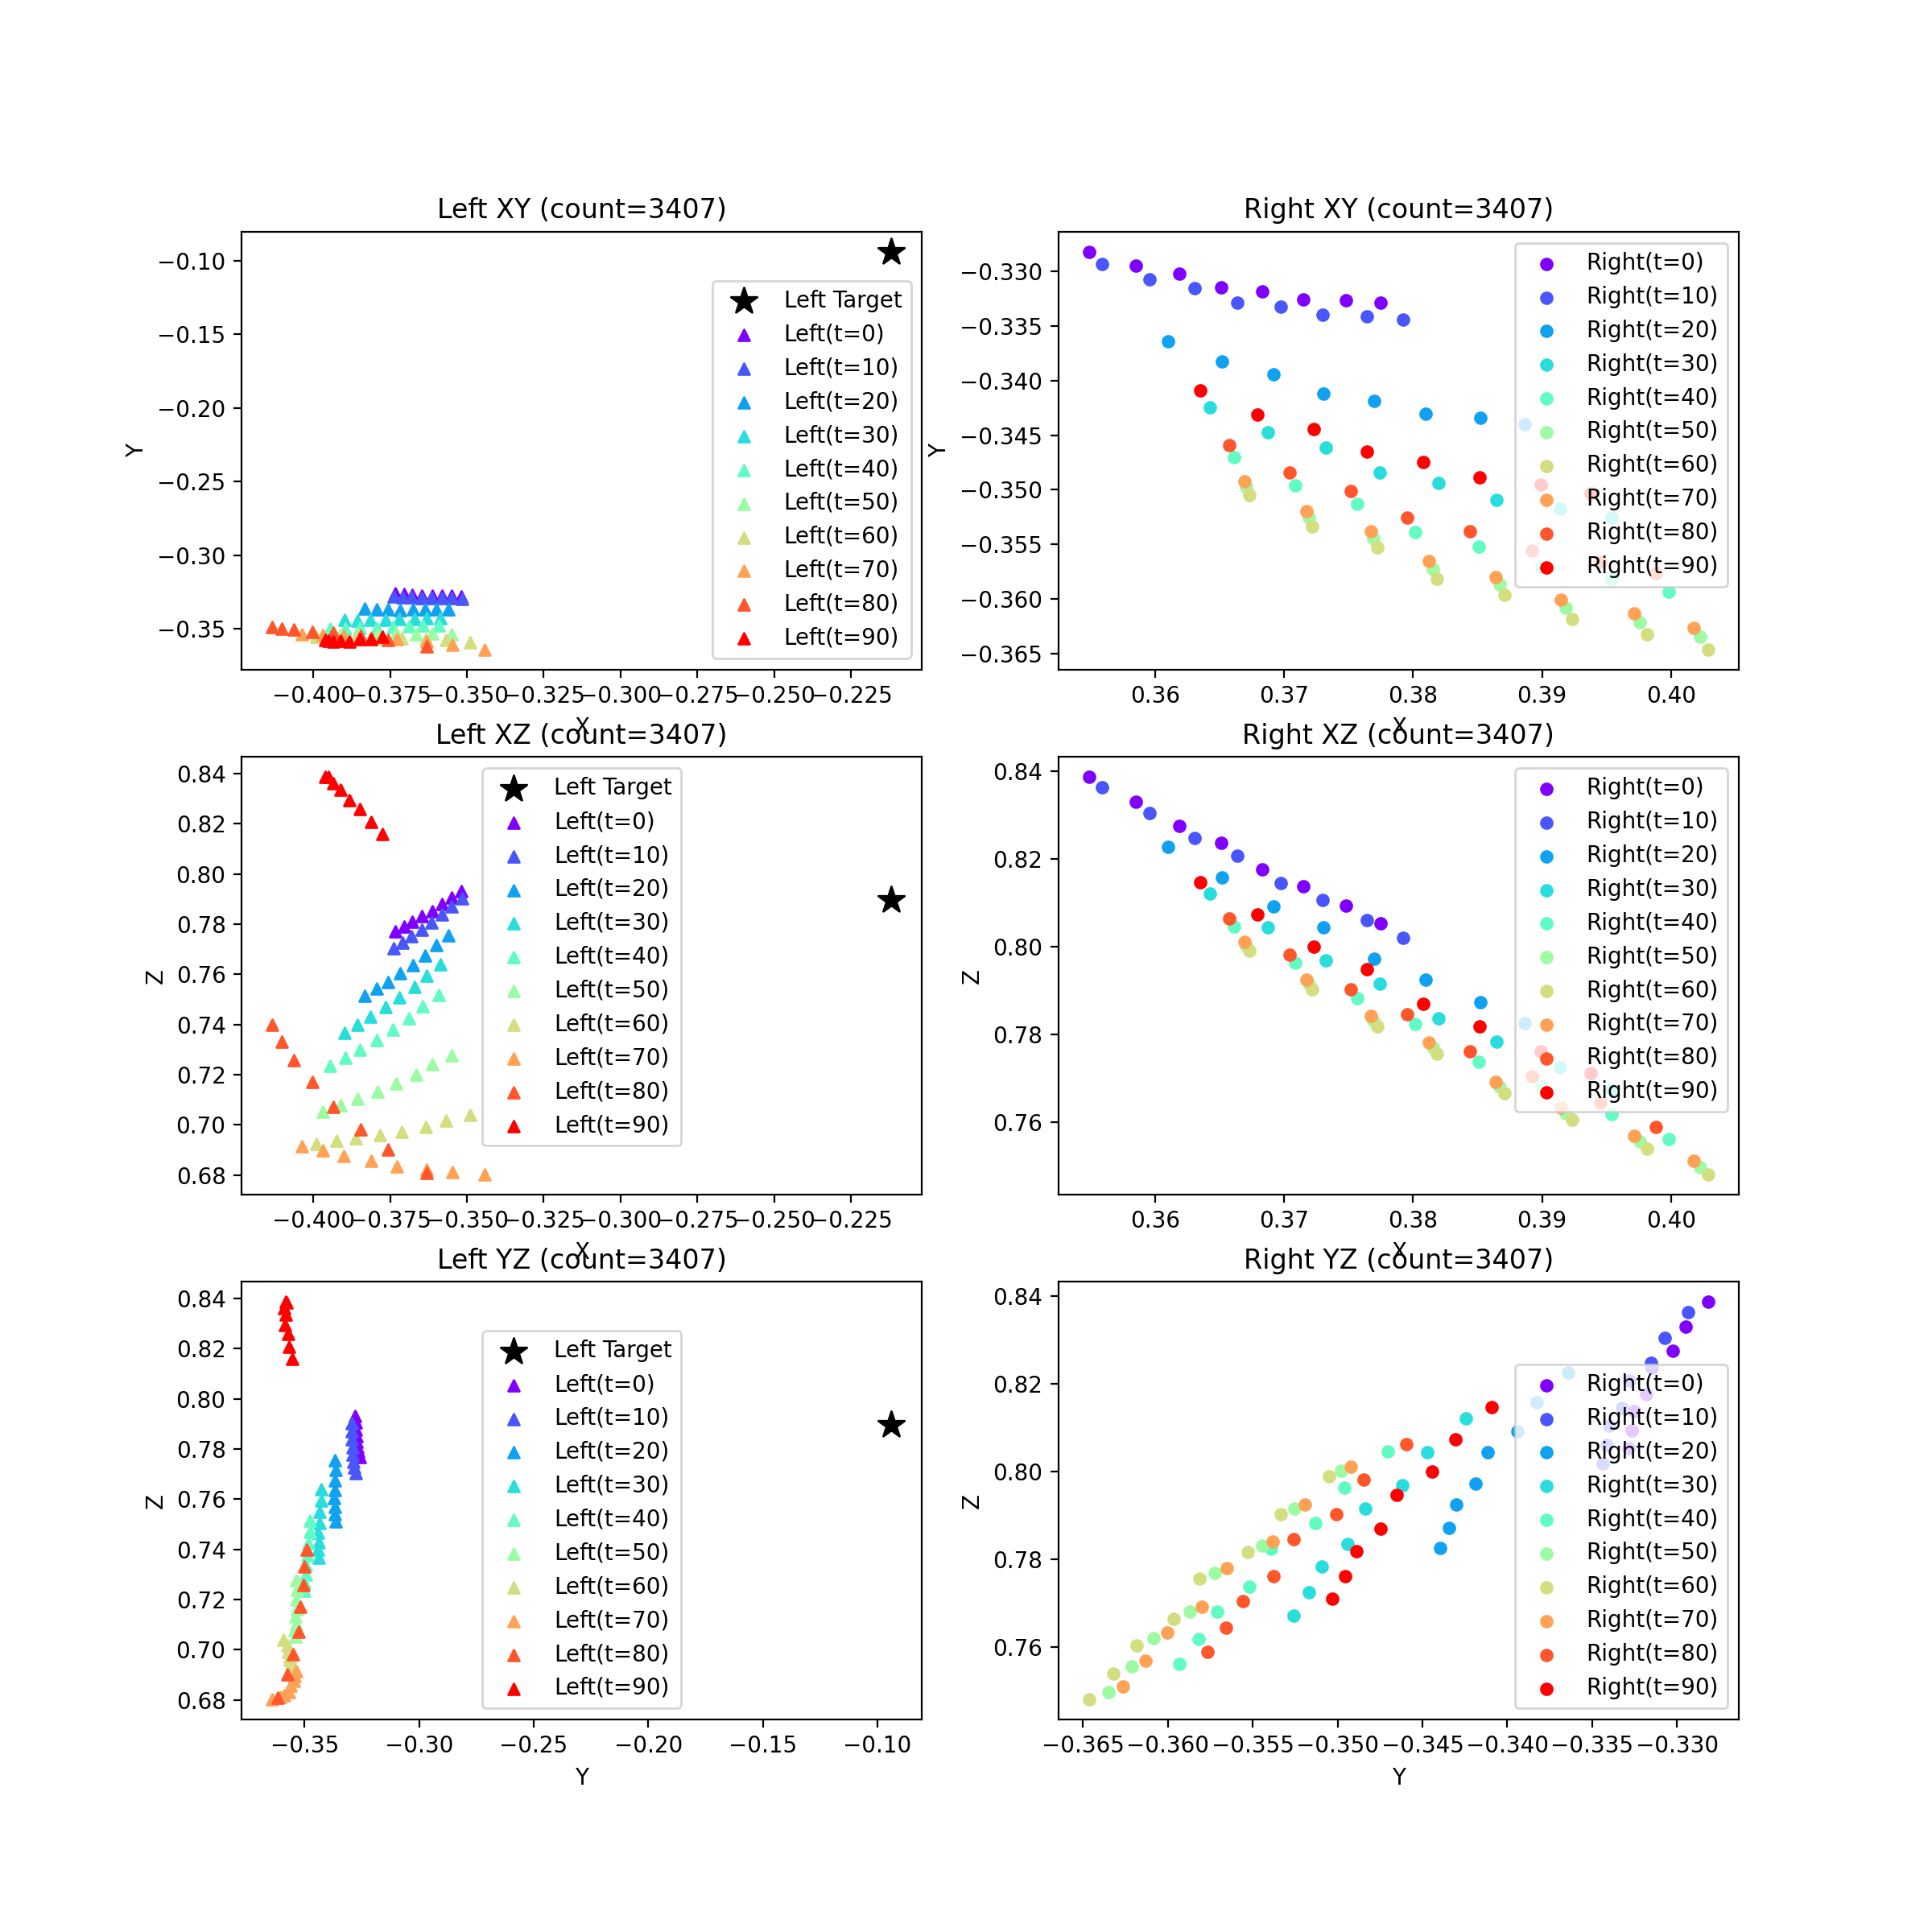 Left XY (count=3407)
Y
−0.10
−0.15
−0.20
−0.25
−0.30
−0.35
Left Target
Left(t=0)
Left(t=10)
Left(t=20)
Left(t=30)
Left(t=40)
Left(t=50)
Left(t=60)
Left(t=70)
Left(t=80)
Left(t=90)
−0.400 −0.375 −0.350 −0.325 −0.300 −0.275 −0.250 −0.225
X
Right XY (count=3407)
Y
−0.330
−0.335
−0.340
−0.345
−0.350
−0.355
−0.360
−0.365
Right(t=0)
Right(t=10)
Right(t=20)
Right(t=30)
Right(t=40)
Right(t=50)
Right(t=60)
Right(t=70)
Right(t=80)
Right(t=90)
0.36 0.37 0.38 0.39 0.40
X
Left XZ (count=3407)
Z
0.84
0.82
0.80
0.78
0.76
0.74
0.72
0.70
0.68
Left Target
Left(t=0)
Left(t=10)
Left(t=20)
Left(t=30)
Left(t=40)
Left(t=50)
Left(t=60)
Left(t=70)
Left(t=80)
Left(t=90)
−0.400 −0.375 −0.350 −0.325 −0.300 −0.275 −0.250 −0.225
X
Right XZ (count=3407)
Z
0.84
0.82
0.80
0.78
0.76
Right(t=0)
Right(t=10)
Right(t=20)
Right(t=30)
Right(t=40)
Right(t=50)
Right(t=60)
Right(t=70)
Right(t=80)
Right(t=90)
0.36 0.37 0.38 0.39 0.40
X
Left YZ (count=3407)
Z
0.84
0.82
0.80
0.78
0.76
0.74
0.72
0.70
0.68
Left Target
Left(t=0)
Left(t=10)
Left(t=20)
Left(t=30)
Left(t=40)
Left(t=50)
Left(t=60)
Left(t=70)
Left(t=80)
Left(t=90)
−0.35 −0.30 −0.25 −0.20 −0.15 −0.10
Y
Right YZ (count=3407)
Z
0.84
0.82
0.80
0.78
0.76
Right(t=0)
Right(t=10)
Right(t=20)
Right(t=30)
Right(t=40)
Right(t=50)
Right(t=60)
Right(t=70)
Right(t=80)
Right(t=90)
−0.365 −0.360 −0.355 −0.350 −0.345 −0.340 −0.335 −0.330
Y